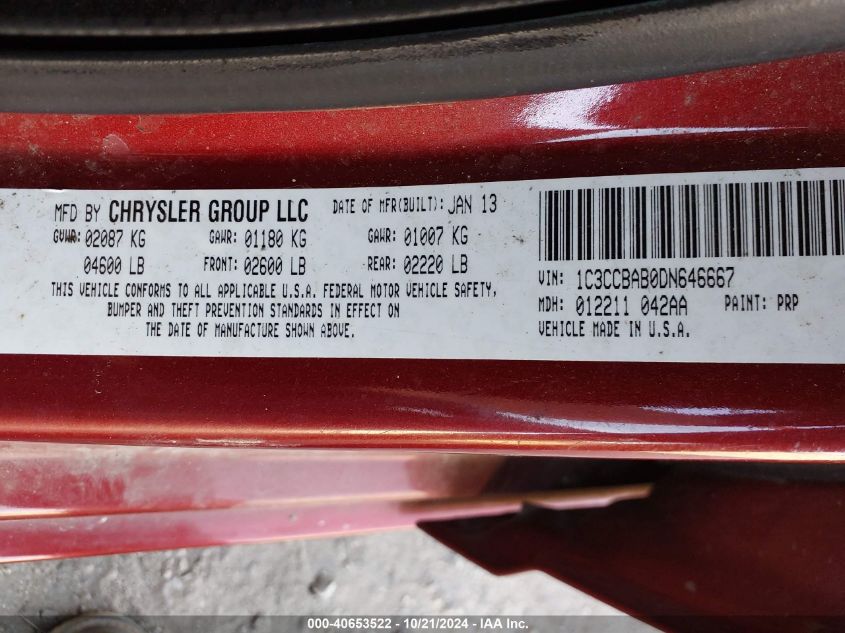 MFD BY CHRYSLER GROUP LLC DATE OF MFR(BUILT): JAN 13
GVWR: 02087 KG GAWR: 01180 KG GAWR: 01007 KG
04600 LB FRONT: 02600 LB REAR: 02220 LB
THIS VEHICLE CONFORMS TO ALL APPLICABLE U.S.A. FEDERAL MOTOR VEHICLE SAFETY,
BUMPER AND THEFT PREVENTION STANDARDS IN EFFECT ON
THE DATE OF MANUFACTURE SHOWN ABOVE.
VIN: 1C3CCBAB0DN646667
MDH: 012211 042AA PAINT: PRP
VEHICLE MADE IN U.S.A.
000-40653522 - 10/21/2024 - IAA, Inc.